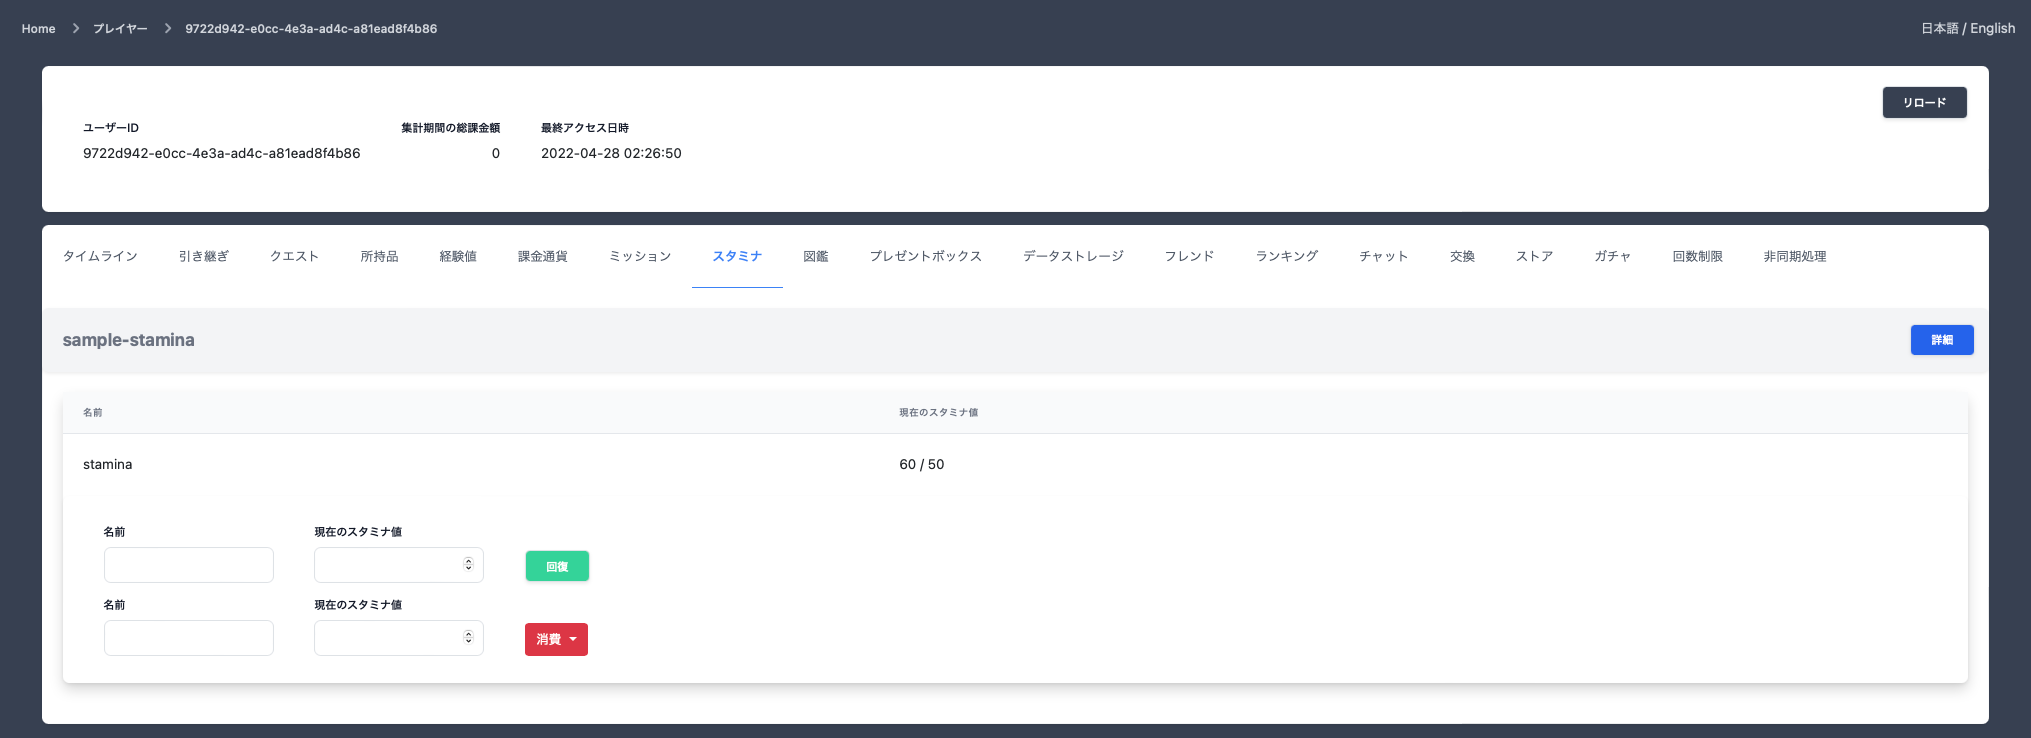 Home プレイヤー 9722d942-e0cc-4e3a-ad4c-a81ead8f4b86 日本語 / English
リロード
ユーザーID 集計期間の総課金額 最終アクセス日時
9722d942-e0cc-4e3a-ad4c-a81ead8f4b86 0 2022-04-28 02:26:50
タイムライン 引き継ぎ クエスト 所持品 経験値 課金通貨 ミッション スタミナ 図鑑 プレゼントボックス データストレージ フレンド ランキング チャット 交換 ストア ガチャ 回数制限 非同期処理
sample-stamina 詳細
名前 現在のスタミナ値
stamina 60 / 50
名前 現在のスタミナ値
回復
名前 現在のスタミナ値
消費